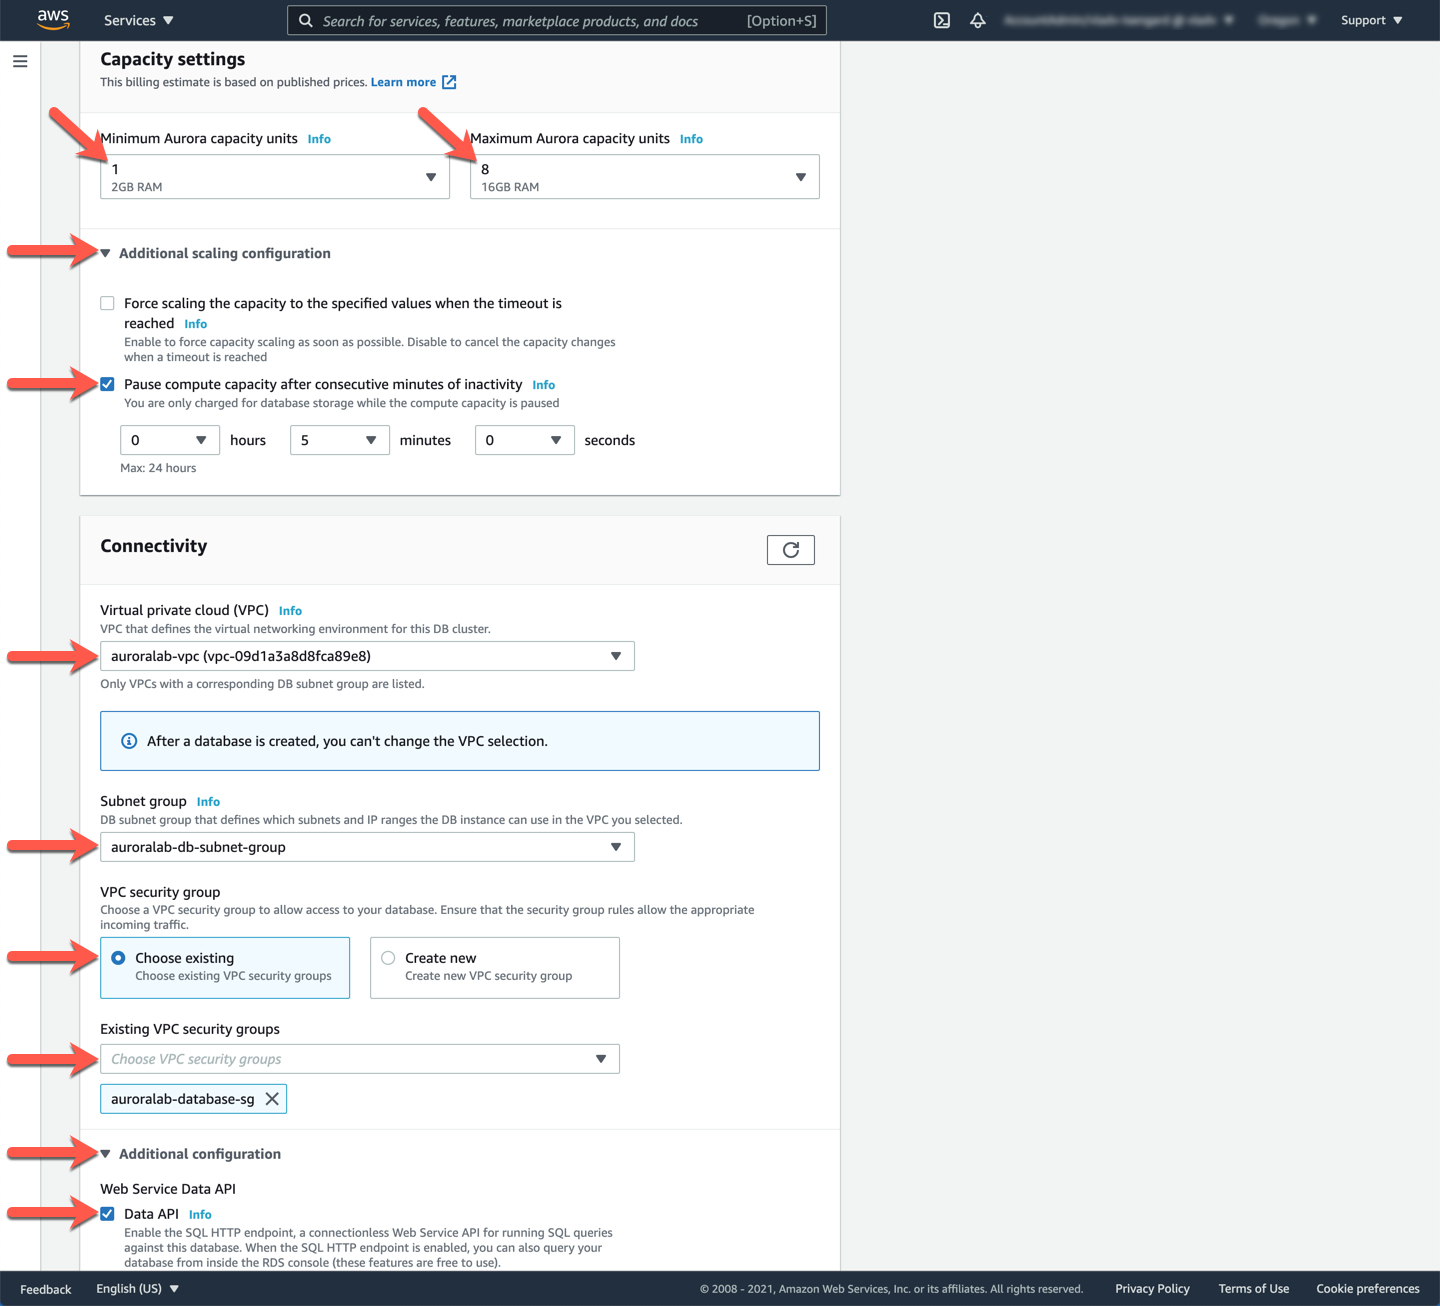 aws
Services
Search for services, features, marketplace products, and docs
[Option+S]
Support
Capacity settings
This billing estimate is based on published prices. Learn more
Minimum Aurora capacity units Info
1
2GB RAM
Maximum Aurora capacity units Info
8
16GB RAM
Additional scaling configuration
Force scaling the capacity to the specified values when the timeout is
reached Info
Enable to force capacity scaling as soon as possible. Disable to cancel the capacity changes
when a timeout is reached
Pause compute capacity after consecutive minutes of inactivity Info
You are only charged for database storage while the compute capacity is paused
0 hours 5 minutes 0 seconds
Max: 24 hours
Connectivity
Virtual private cloud (VPC) Info
VPC that defines the virtual networking environment for this DB cluster.
auroralab-vpc (vpc-09d1a3a8d8fca89e8)
Only VPCs with a corresponding DB subnet group are listed.
After a database is created, you can't change the VPC selection.
Subnet group Info
DB subnet group that defines which subnets and IP ranges the DB instance can use in the VPC you selected.
auroralab-db-subnet-group
VPC security group
Choose a VPC security group to allow access to your database. Ensure that the security group rules allow the appropriate
incoming traffic.
Choose existing
Choose existing VPC security groups
Create new
Create new VPC security group
Existing VPC security groups
Choose VPC security groups
auroralab-database-sg
Additional configuration
Web Service Data API
Data API Info
Enable the SQL HTTP endpoint, a connectionless Web Service API for running SQL queries
against this database. When the SQL HTTP endpoint is enabled, you can also query your
database from inside the RDS console (these features are free to use).
Feedback
English (US)
© 2008 - 2021, Amazon Web Services, Inc. or its affiliates. All rights reserved.
Privacy Policy
Terms of Use
Cookie preferences